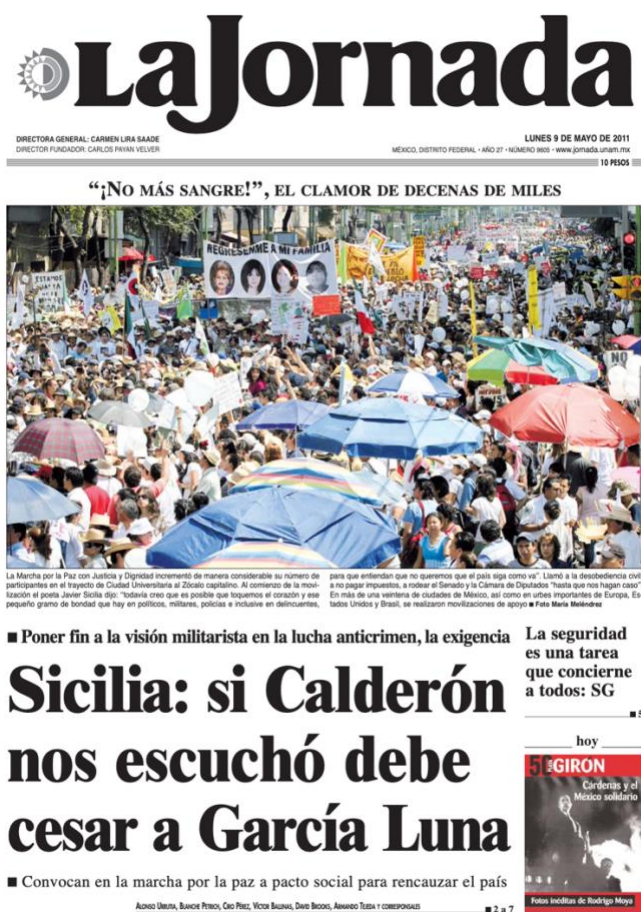 La Jornada
DIRECTORA GENERAL: CARMEN LIRA SAADE
DIRECTOR FUNDADOR: CARLOS PAYAN VELVER
LUNES 9 DE MAYO DE 2011
MÉXICO, DISTRITO FEDERAL • AÑO 27 • NÚMERO 9605 • www.jornada.unam.mx
10 PESOS
“¡NO MÁS SANGRE!”, EL CLAMOR DE DECENAS DE MILES
REGRESENME A MI FAMILIA
ESTAMOS
NO
La Marcha por la Paz con Justicia y Dignidad incrementó de manera considerable su número de
participantes en el trayecto de Ciudad Universitaria al Zócalo capitalino. Al comienzo de la movi-
lización el poeta Javier Sicilia dijo: “todavía creo que es posible que toquemos el corazón y ese
pequeño gramo de bondad que hay en políticos, militares, policías e inclusive en delincuentes,
para que entiendan que no queremos que el país siga como va”. Llamó a la desobediencia civil
a no pagar impuestos, a rodear el Senado y la Cámara de Diputados “hasta que nos hagan caso”
En más de una veintena de ciudades de México, así como en urbes importantes de Europa, Es
tados Unidos y Brasil, se realizaron movilizaciones de apoyo ■ Foto María Meléndrez
■ Poner fin a la visión militarista en la lucha anticrimen, la exigencia
Sicilia: si Calderón
nos escuchó debe
cesar a García Luna
■ Convocan en la marcha por la paz a pacto social para rencauzar el país
ALONSO URRUTIA, BLANCHE PETRICH, CIRO PÉREZ, VÍCTOR BALLINAS, DAVID BROOKS, ARMANDO TEJEDA Y CORRESPONSALES
■ 2 a 7
La seguridad
es una tarea
que concierne
a todos: SG
■ 5
hoy
50 GIRÓN
Cárdenas y el
México solidario
Fotos inéditas de Rodrigo Moya